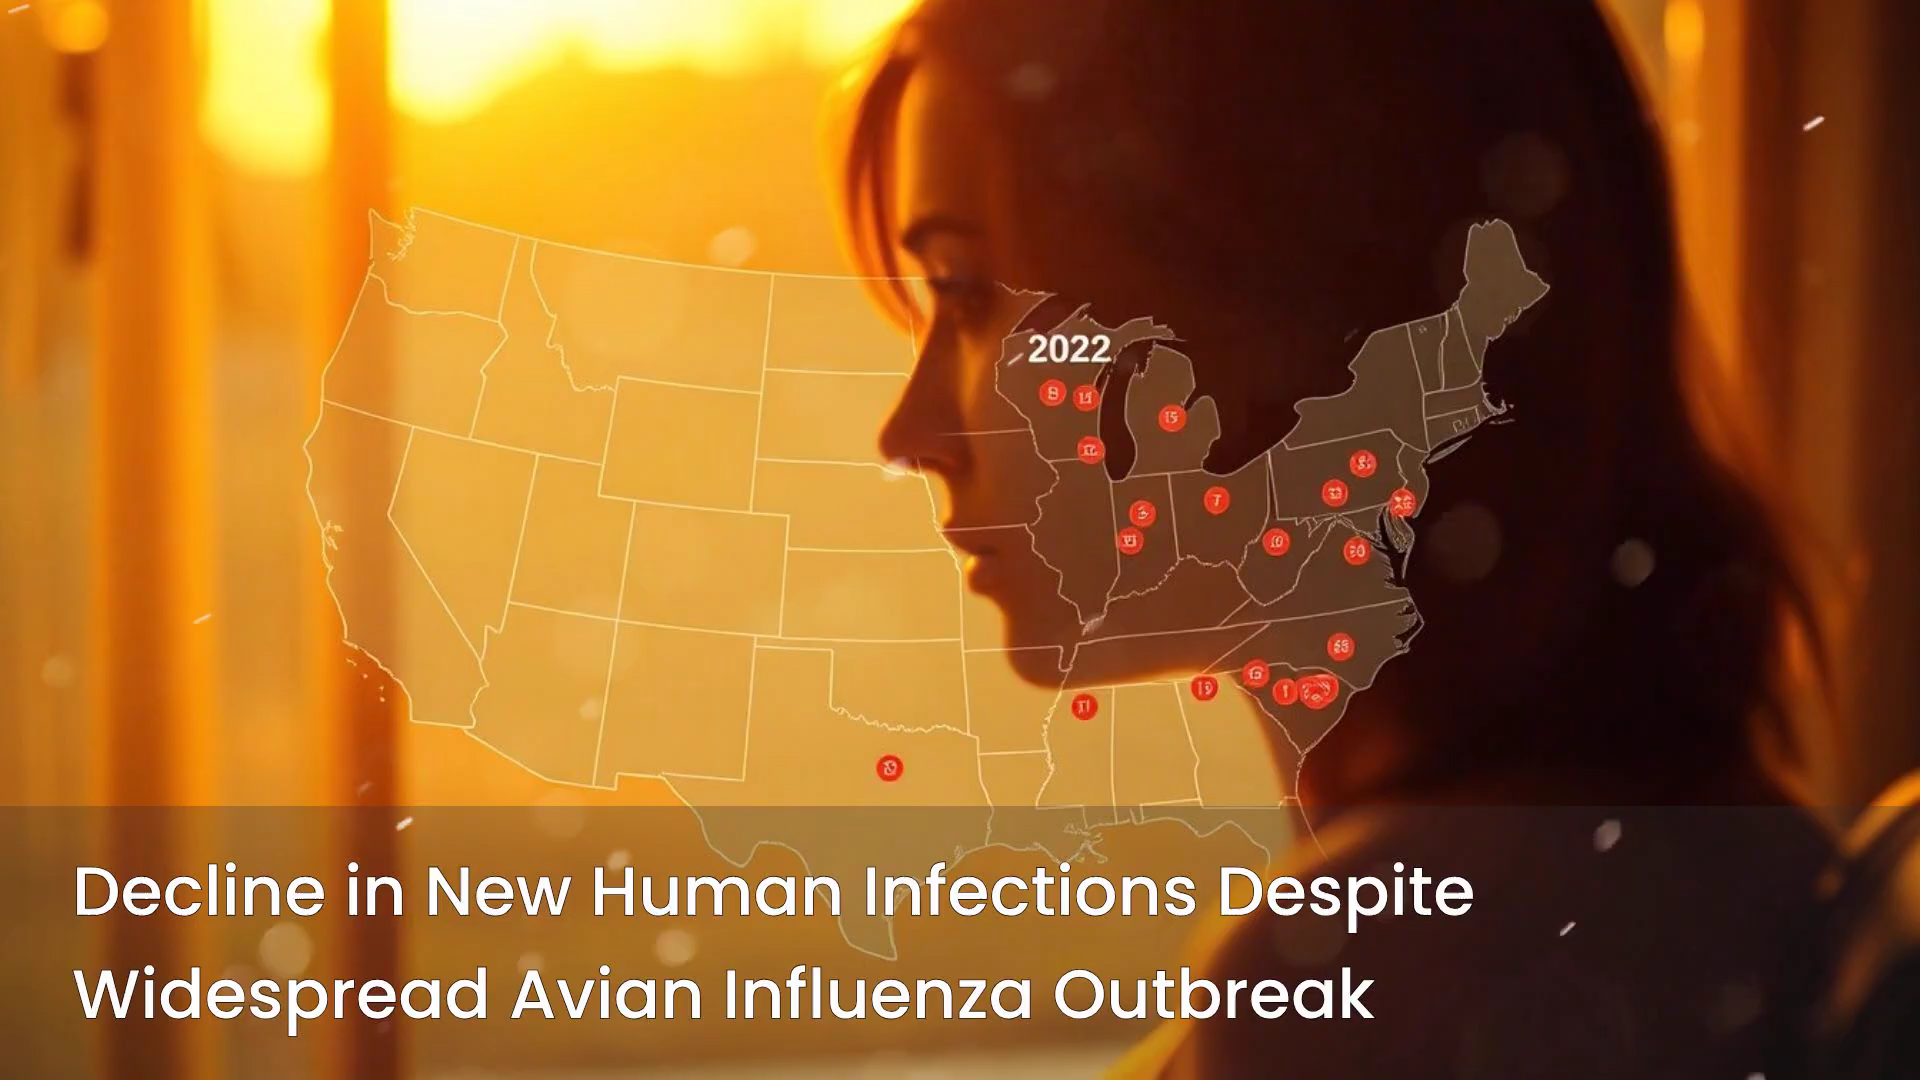 2022
Decline in New Human Infections Despite
Widespread Avian Influenza Outbreak